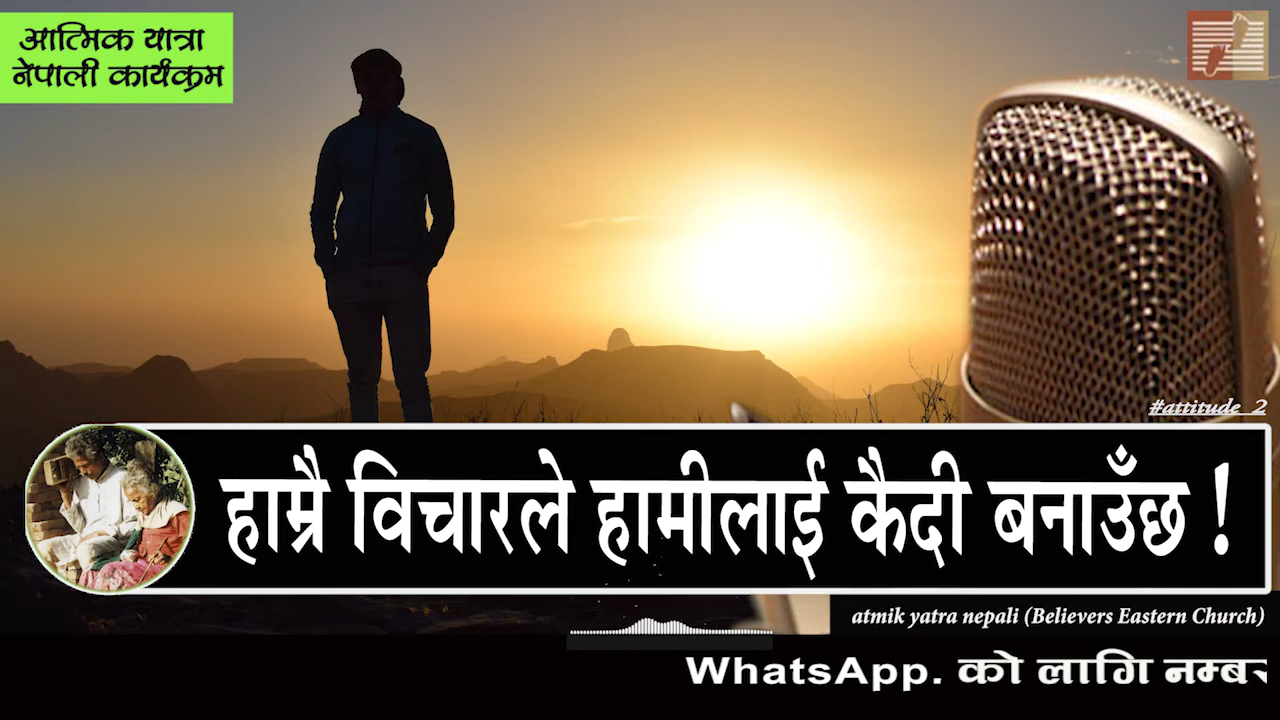 आत्मिक यात्रा
नेपाली कार्यक्रम
#attitude_2
हाम्रै विचारले हामीलाई कैदी बनाउँछ !
atmik yatra nepali (Believers Eastern Church)
WhatsApp. को लागि नम्बर